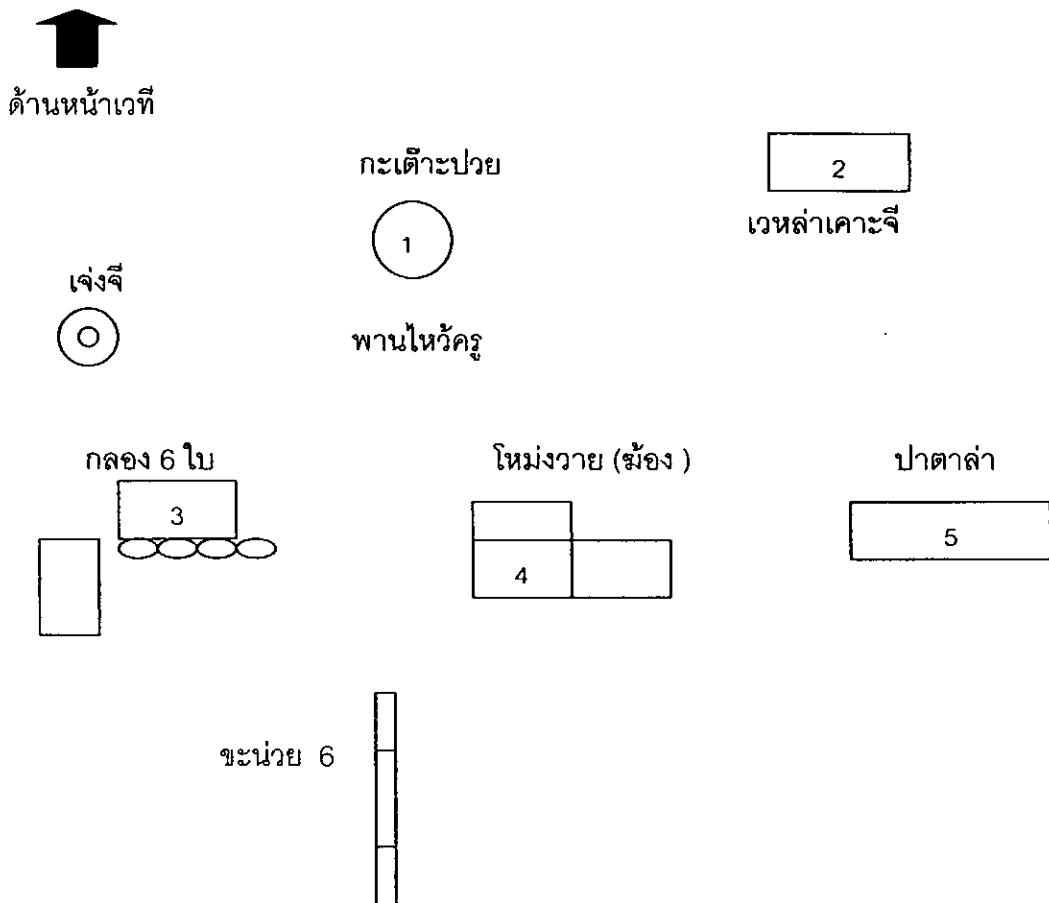 ด้านหน้าเวที
กะเต๊าะปวย
1
2
เวหล่าเคาะจี
เจ่งจี
พานไหว้ครู
กลอง 6 ใบ
3
โหม่งวาย (ฆ้อง )
4
ปาตาล่า
5
ขะน่วย 6